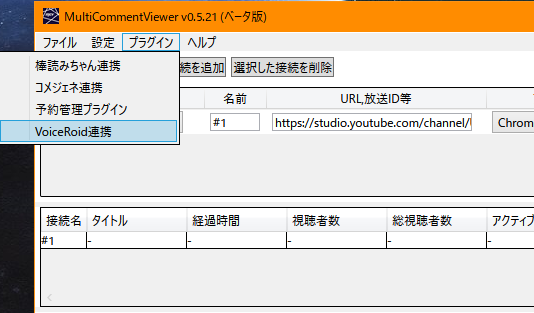 MultiCommentViewer v0.5.21 (ベータ版)
ファイル 設定 プラグイン ヘルプ
棒読みちゃん連携
続を追加 選択した接続を削除
コメジェネ連携
予約管理プラグイン
名前 URL,放送ID等
VoiceRoid連携
#1 https://studio.youtube.com/channel/ Chrom
接続名 タイトル 経過時間 視聴者数 総視聴者数 アクティブ
#1 - - - - -